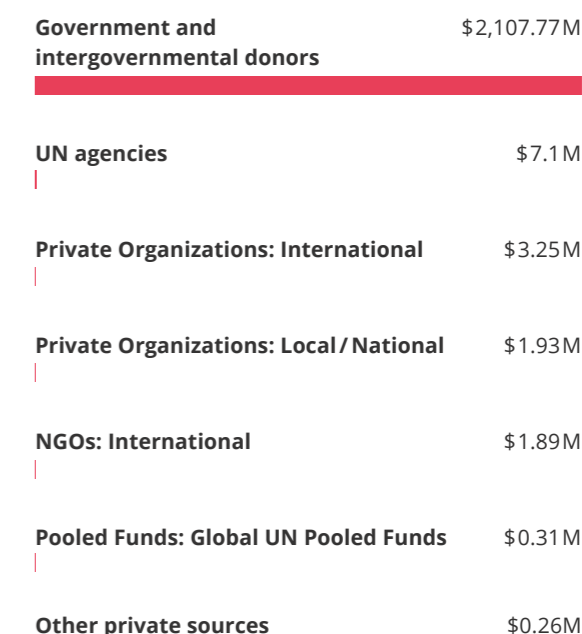 Government and $2,107.77M
intergovernmental donors
UN agencies $7.1M
Private Organizations: International $3.25M
Private Organizations: Local/National $1.93M
NGOs: International $1.89M
Pooled Funds: Global UN Pooled Funds $0.31M
Other private sources $0.26M